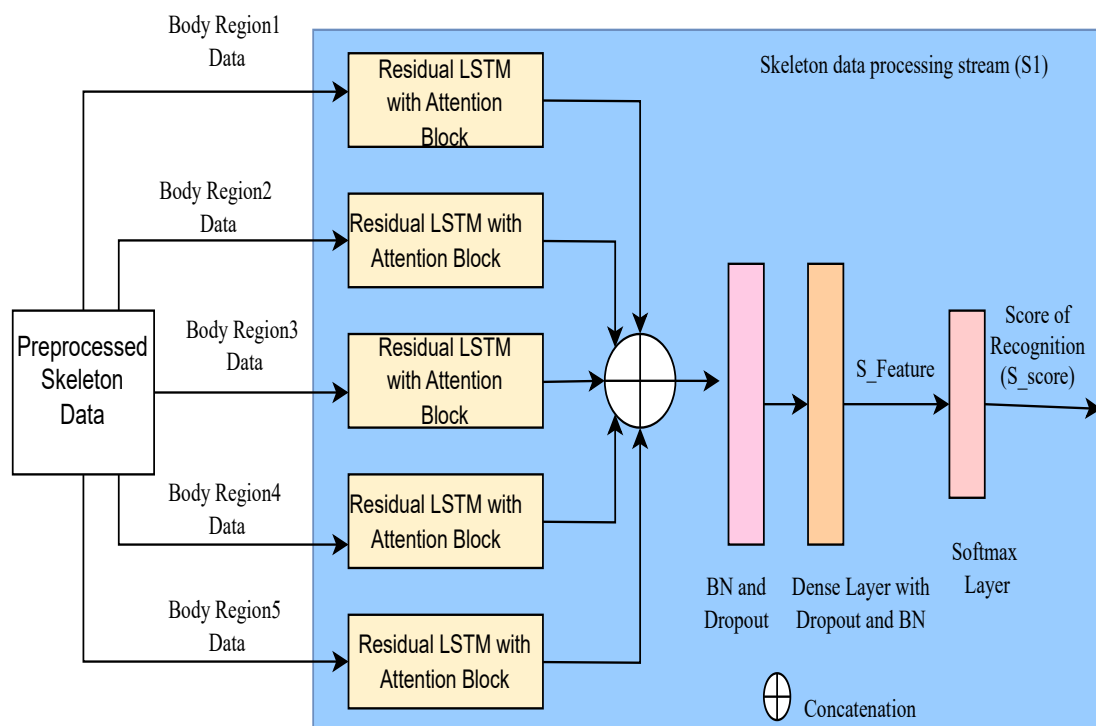 Body Region1
Data
Residual LSTM
with Attention
Block
Skeleton data processing stream (S1)
Body Region2
Data
Residual LSTM with
Attention Block
Preprocessed
Skeleton
Data
Body Region3
Data
Residual LSTM
with Attention
Block
S_Feature
Score of
Recognition
(S_score)
Body Region4
Data
Residual LSTM with
Attention Block
Body Region5
Data
Residual LSTM with
Attention Block
BN and
Dropout
Dense Layer with
Dropout and BN
Softmax
Layer
Concatenation